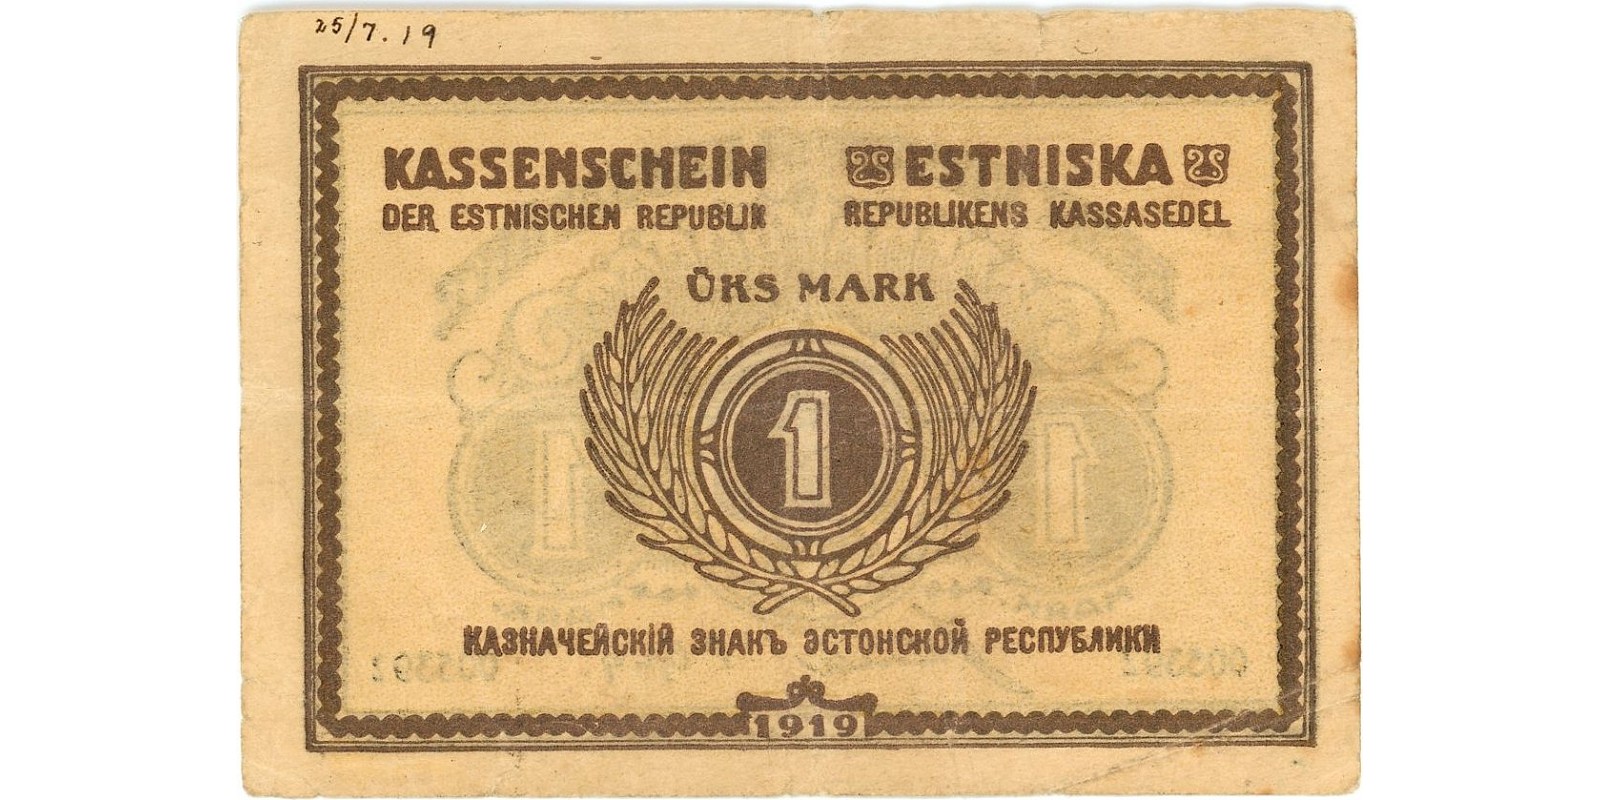 25/7.19
KASSENSCHEIN
DER ESTNISCHEN REPUBLIK
ESTNISKA
REPUBLIKENS KASSASEDEL
ÜKS MARK
1
КАЗНАЧЕЙСКІЙ ЗНАКЪ ЭСТОНСКОЙ РЕСПУБЛИКИ
1919